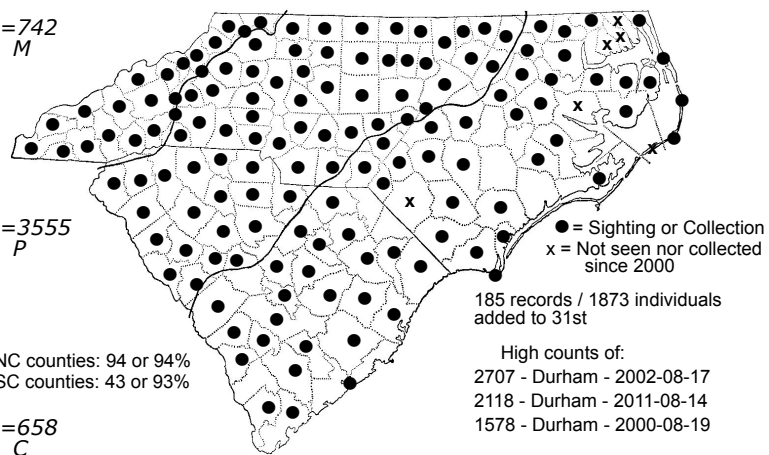 =742
M
=3555
P
● = Sighting or Collection
x = Not seen nor collected
since 2000
185 records / 1873 individuals
added to 31st
NC counties: 94 or 94%
SC counties: 43 or 93%
High counts of:
2707 - Durham - 2002-08-17
2118 - Durham - 2011-08-14
1578 - Durham - 2000-08-19
=658
C